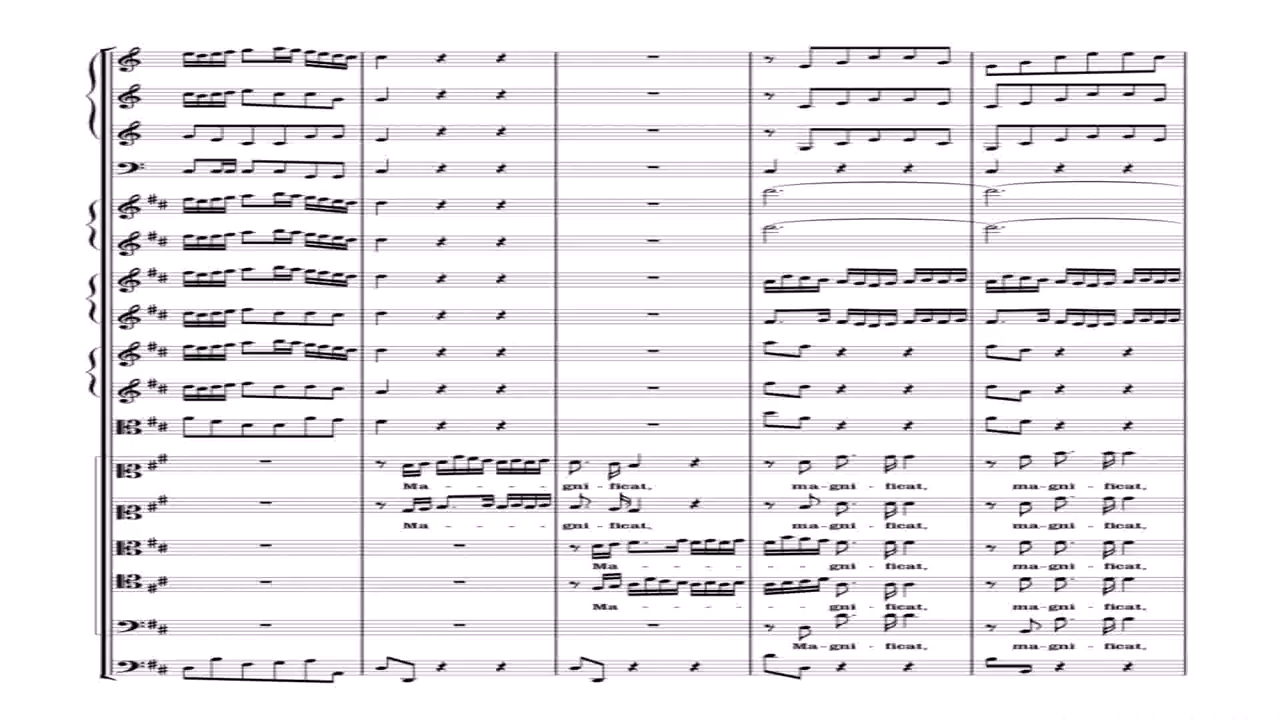 Ma - - - - gni - ficat, ma - gni - ficat, ma - gni - ficat,
Ma - - - - gni - ficat, ma - gni - ficat, ma - gni - ficat,
Ma - - - - - - - gni - ficat, ma - gni - ficat,
Ma - - - - - - - gni - ficat, ma - gni - ficat,
Ma - gni - ficat, ma - gni - ficat,